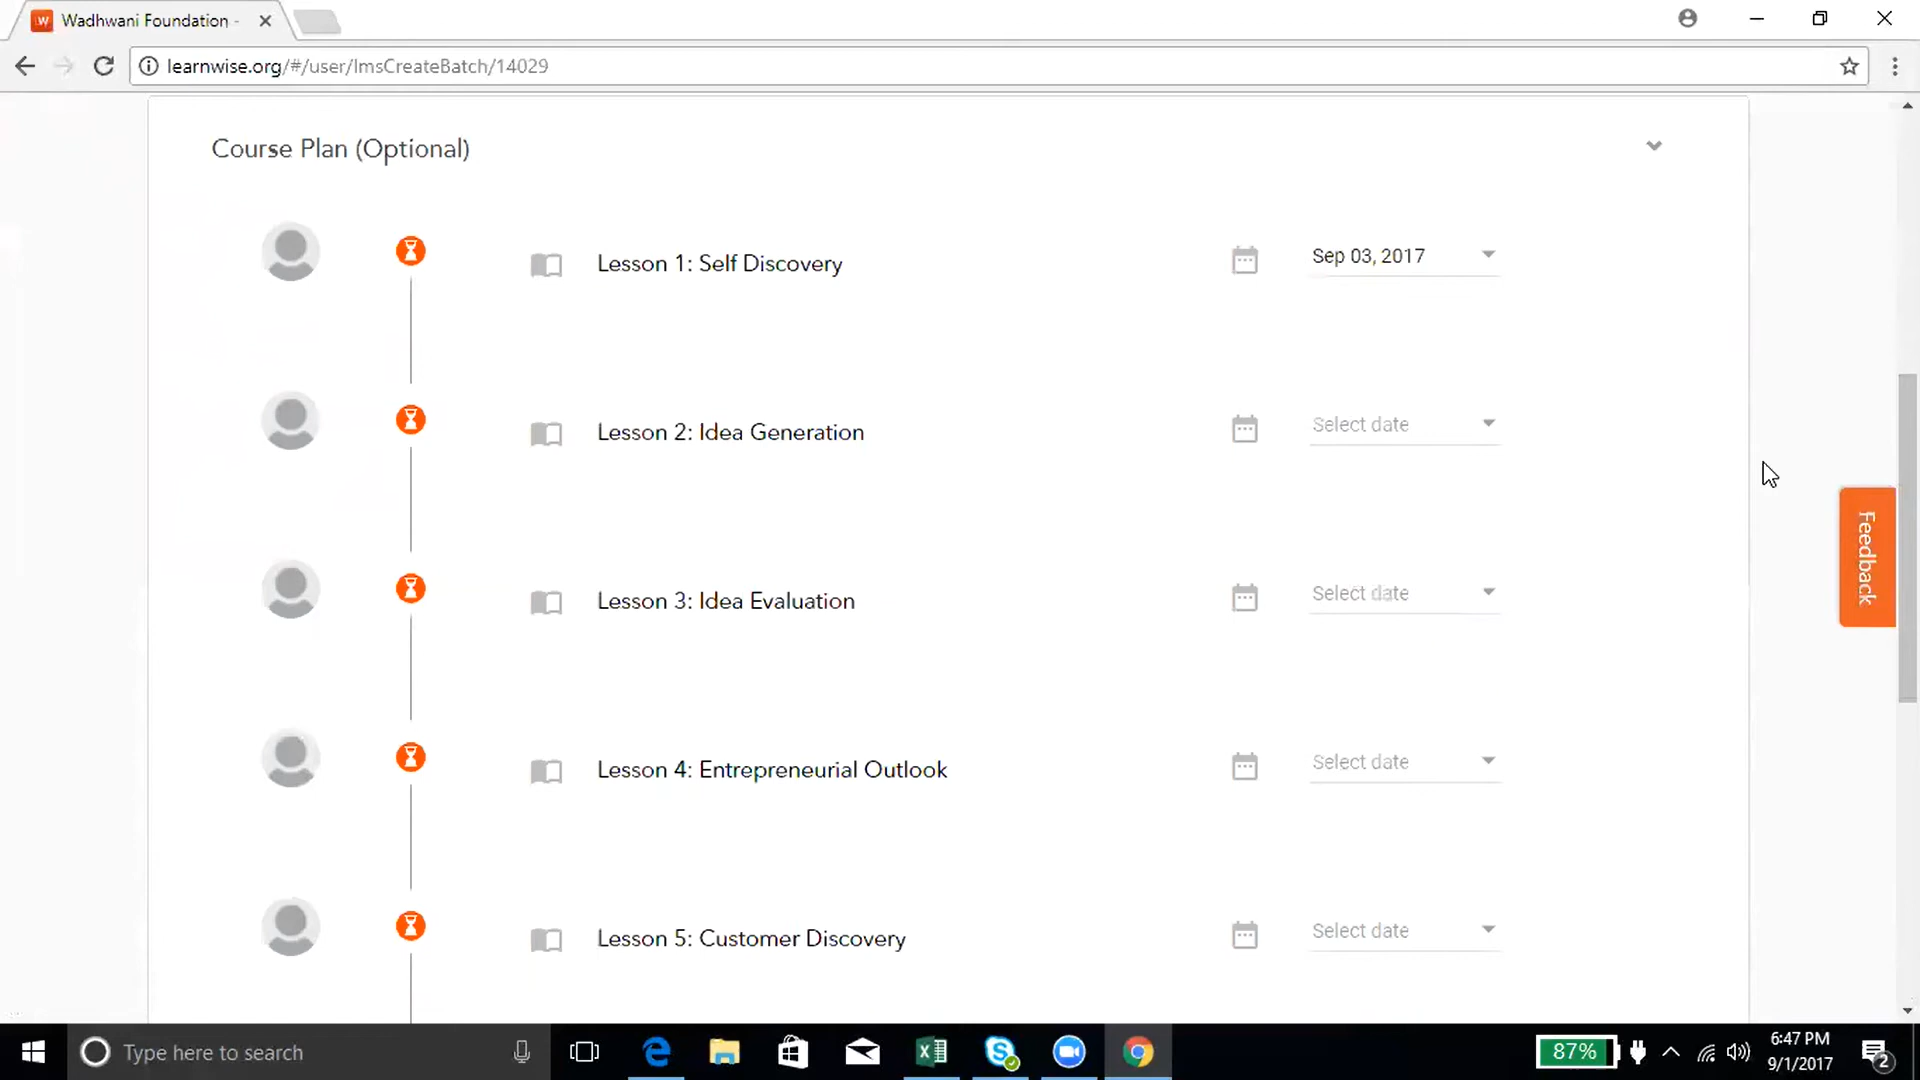 Wadhwani Foundation -
learnwise.org/#/user/lmsCreateBatch/14029
Course Plan (Optional)
Lesson 1: Self Discovery
Sep 03, 2017
Lesson 2: Idea Generation
Select date
Lesson 3: Idea Evaluation
Select date
Feedback
Lesson 4: Entrepreneurial Outlook
Select date
Lesson 5: Customer Discovery
Select date
Type here to search
87%
6:47 PM
9/1/2017
2